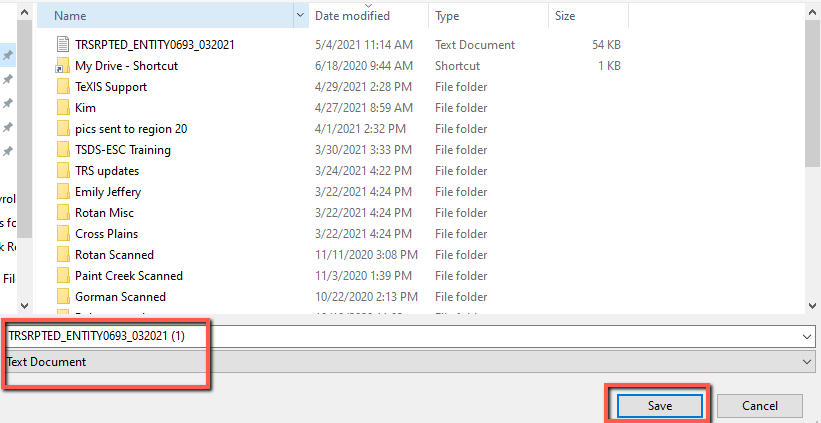 Name Date modified Type Size
TRSRPTED_ENTITY0693_032021 5/4/2021 11:14 AM Text Document 54 KB
My Drive - Shortcut 6/18/2020 9:44 AM Shortcut 1 KB
TeXIS Support 4/29/2021 2:28 PM File folder
Kim 4/27/2021 8:59 AM File folder
pics sent to region 20 4/1/2021 2:32 PM File folder
TSDS-ESC Training 3/30/2021 3:33 PM File folder
TRS updates 3/24/2021 4:22 PM File folder
Emily Jeffery 3/22/2021 4:24 PM File folder
Rotan Misc 3/22/2021 4:24 PM File folder
Cross Plains 3/22/2021 4:24 PM File folder
Rotan Scanned 11/11/2020 3:08 PM File folder
Paint Creek Scanned 11/3/2020 1:39 PM File folder
Gorman Scanned 10/22/2020 2:13 PM File folder
TRSRPTED_ENTITY0693_032021 (1)
Text Document
Save Cancel